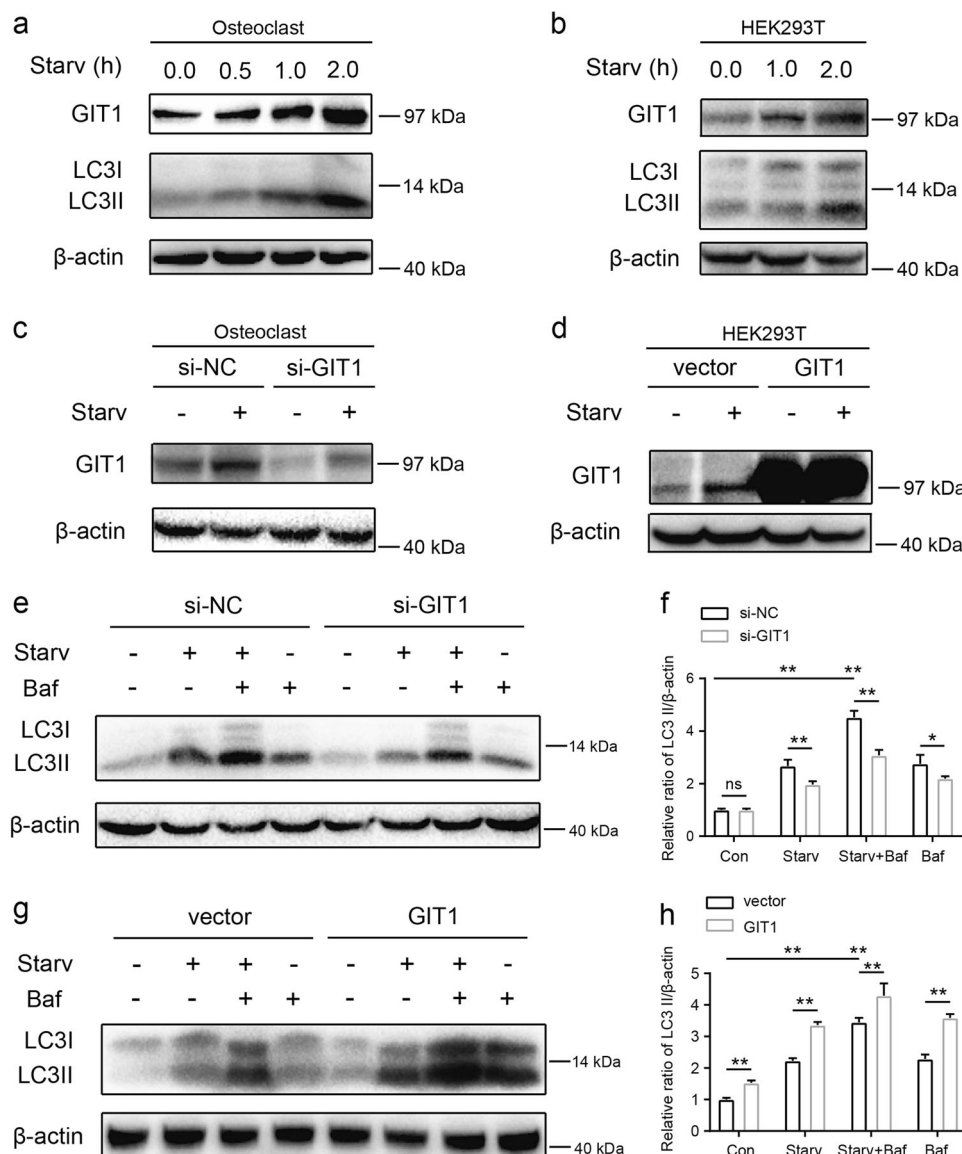 a
Osteoclast
Starv (h) 0.0 0.5 1.0 2.0
GIT1
97 kDa
LC3I
14 kDa
LC3II
β-actin
40 kDa
b
HEK293T
Starv (h) 0.0 1.0 2.0
GIT1
97 kDa
LC3I
14 kDa
LC3II
β-actin
40 kDa
c
Osteoclast
si-NC si-GIT1
Starv - + - +
GIT1
97 kDa
β-actin
40 kDa
d
HEK293T
vector GIT1
Starv - + - +
GIT1
97 kDa
β-actin
40 kDa
e
si-NC si-GIT1
Starv - + + - - + + -
Baf - - + + - - + +
LC3I
14 kDa
LC3II
β-actin
40 kDa
f
si-NC
si-GIT1
Relative ratio of LC3 II/β-actin
6
4
2
0
ns
**
**
**
**
*
Con Starv Starv+Baf Baf
g
vector GIT1
Starv - + + - - + + -
Baf - - + + - - + +
LC3I
14 kDa
LC3II
β-actin
40 kDa
h
vector
GIT1
Relative ratio of LC3 II/β-actin
5
4
3
2
1
0
**
**
**
**
**
**
Con Starv Starv+Baf Baf